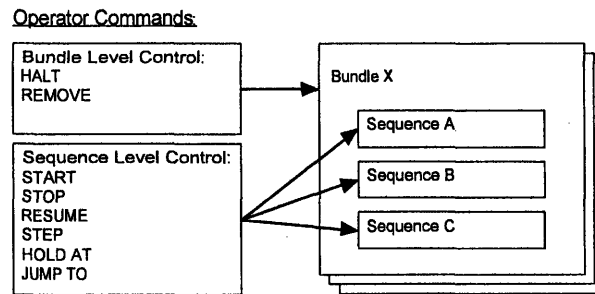 Operator Commands:
Bundle Level Control:
HALT
REMOVE
Bundle X
Sequence A
Sequence Level Control:
START
STOP
RESUME
STEP
HOLD AT
JUMP TO
Sequence B
Sequence C